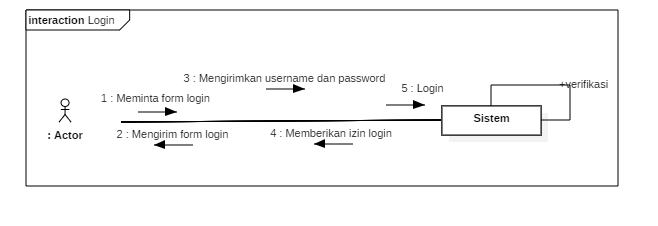 interaction Login
3 : Mengirimkan username dan password
5 : Login
+verifikasi
1 : Meminta form login
Sistem
: Actor
2 : Mengirim form login
4 : Memberikan izin login